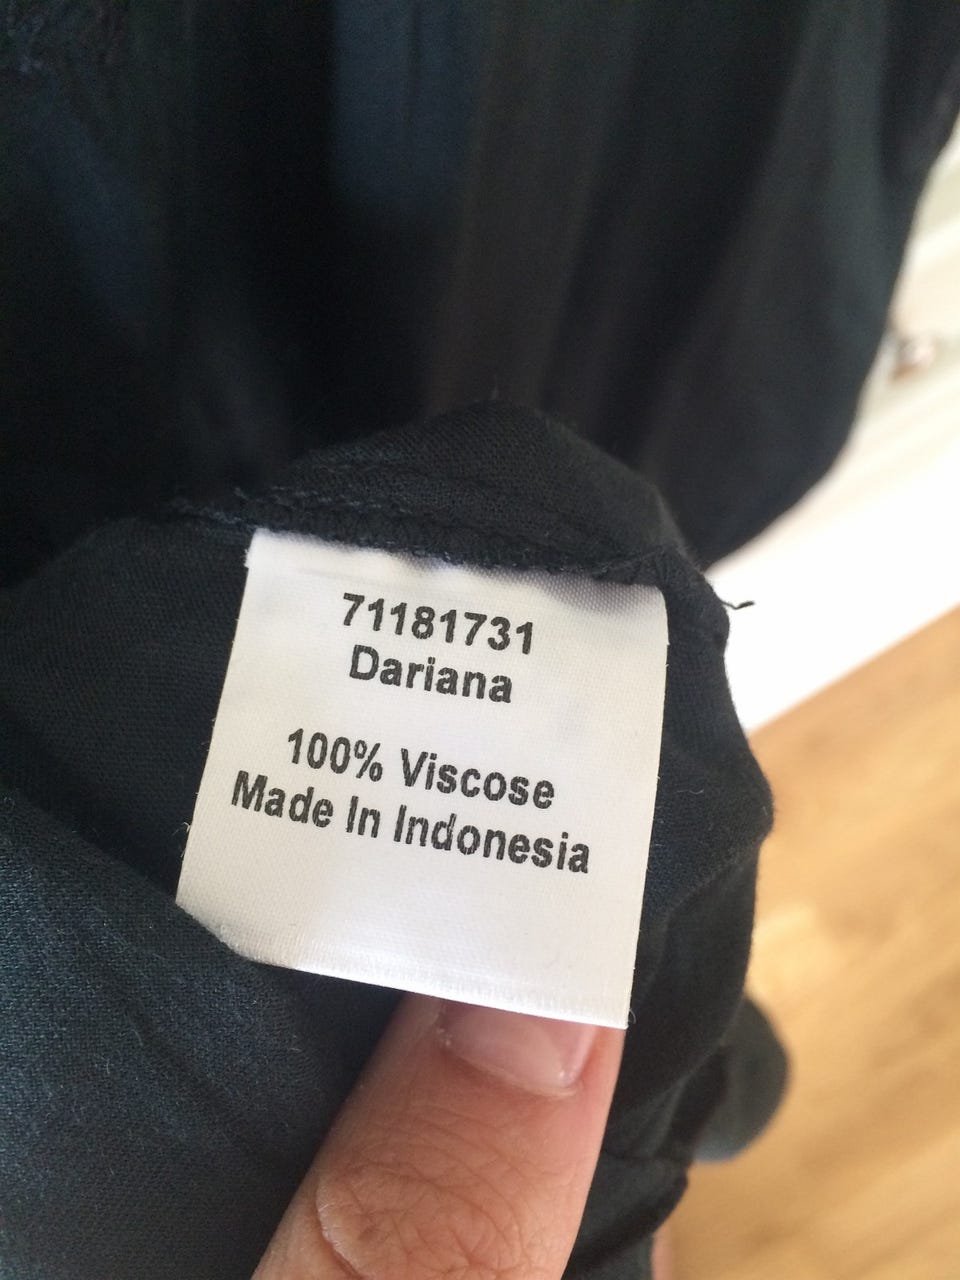 71181731
Dariana
100% Viscose
Made In Indonesia